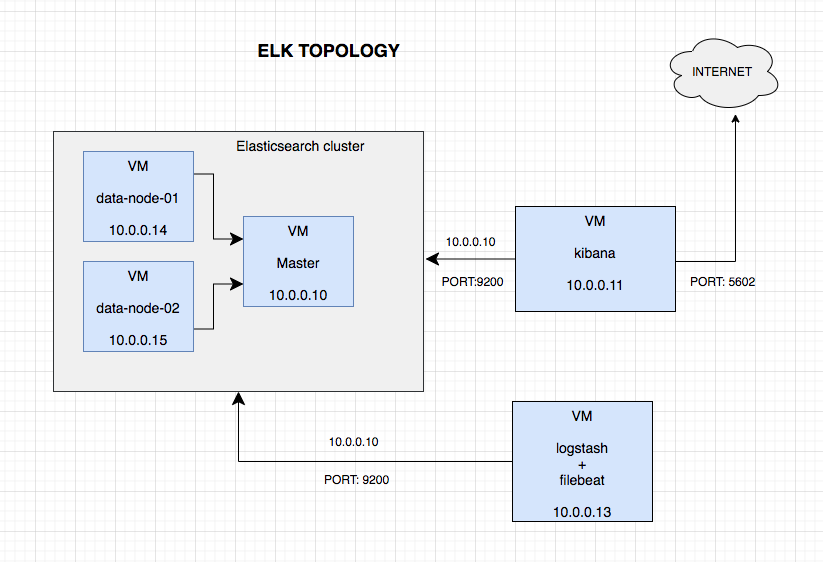 ELK TOPOLOGY
INTERNET
Elasticsearch cluster
VM
data-node-01
10.0.0.14
VM
Master
10.0.0.10
VM
data-node-02
10.0.0.15
10.0.0.10
PORT:9200
VM
kibana
10.0.0.11
PORT: 5602
10.0.0.10
PORT: 9200
VM
logstash
+
filebeat
10.0.0.13